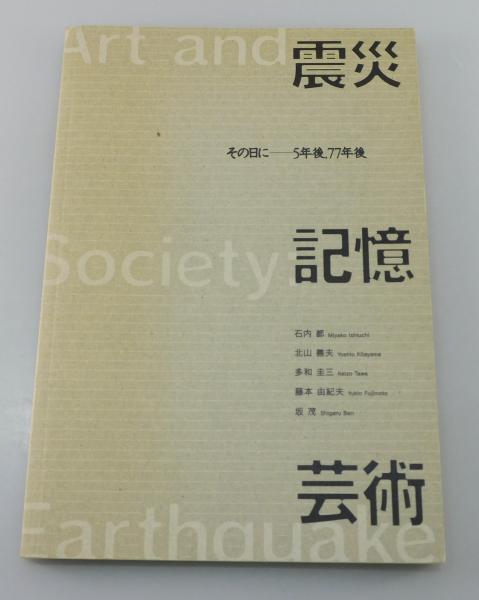 Art and
震災
その日に──5年後、77年後
Society:
記憶
石内 都 Miyako Ishiuchi
北山 善夫 Yoshio Kitayama
多和 圭三 Keizo Tawa
藤本 由紀夫 Yukio Fujimoto
坂 茂 Shigeru Ban
芸術
Earthquake